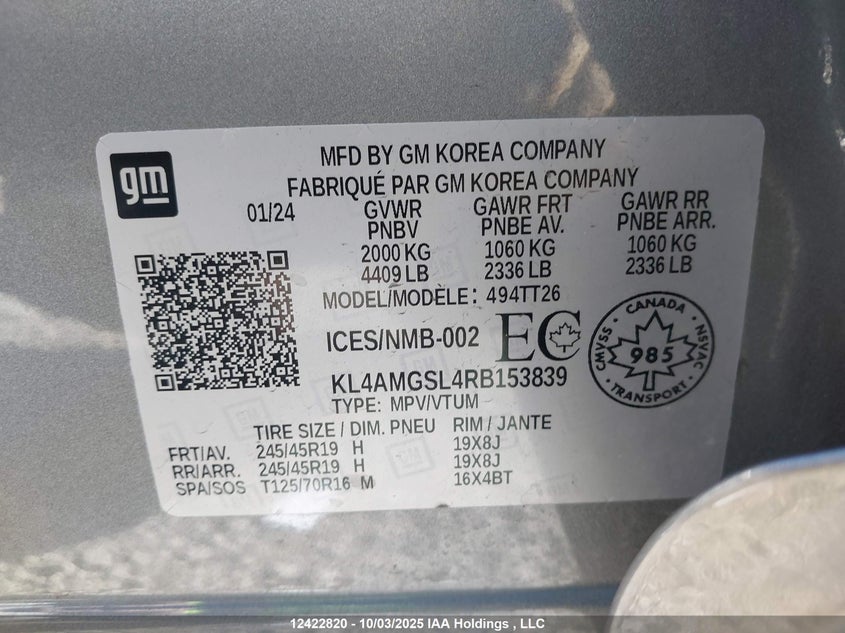 gm
MFD BY GM KOREA COMPANY
FABRIQUÉ PAR GM KOREA COMPANY
01/24 GVWR GAWR FRT GAWR RR
PNBV PNBE AV. PNBE ARR.
2000 KG 1060 KG 1060 KG
4409 LB 2336 LB 2336 LB
MODEL/MODÈLE: 494TT26
ICES/NMB-002 EC
CANADA
CMVSS 985 NSVAC
TRANSPORT
KL4AMGSL4RB153839
TYPE: MPV/VTUM
TIRE SIZE / DIM. PNEU RIM / JANTE
FRT/AV. 245/45R19 H 19X8J
RR/ARR. 245/45R19 H 19X8J
SPA/SOS T125/70R16 M 16X4BT
12422820 - 10/03/2025 IAA Holdings , LLC